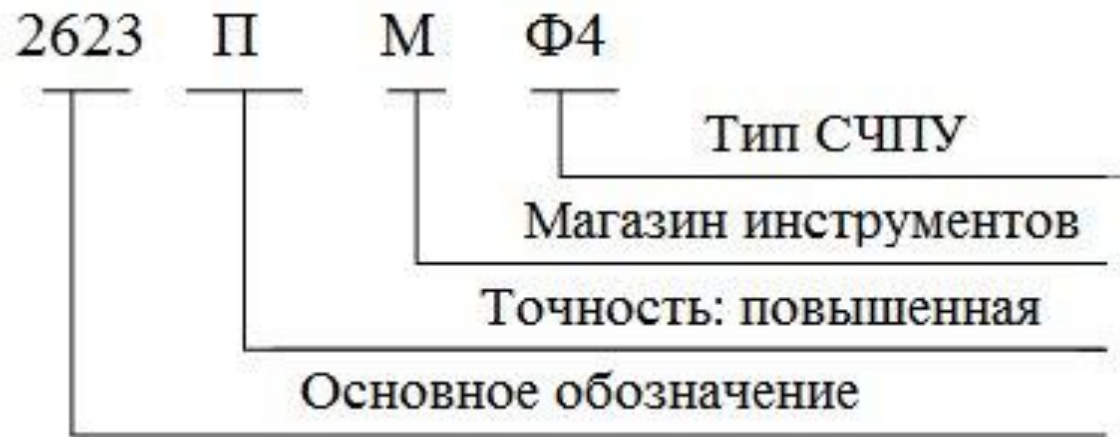 2623 П М Ф4
Тип СЧПУ
Магазин инструментов
Точность: повышенная
Основное обозначение